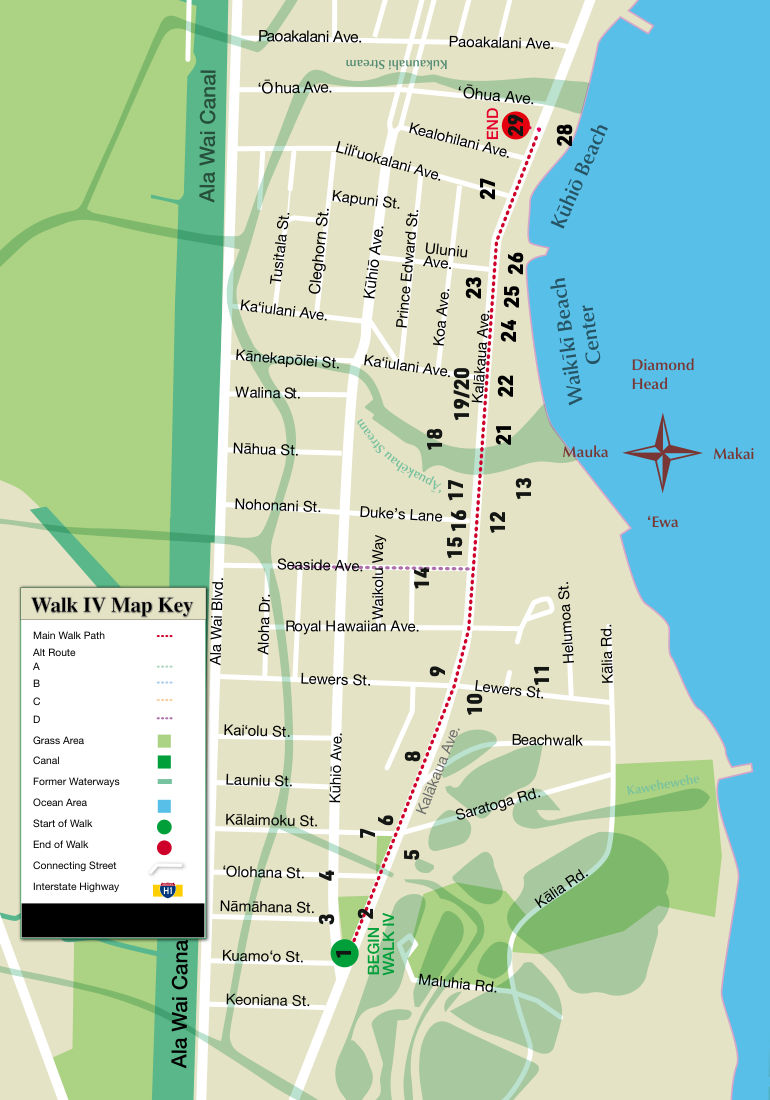 Paoakalani Ave.
Paoakalani Ave.
Kukaunahi Stream
ʻŌhua Ave.
ʻŌhua Ave.
Ala Wai Canal
END
29
28
Kealohilani Ave.
Kūhiō Beach
Liliʻuokalani Ave.
27
Kapuni St.
Tusitala St.
Cleghorn St.
Kūhiō Ave.
Prince Edward St.
Uluniu
Ave.
26
23
25
Koa Ave.
Kaʻiulani Ave.
24
Kalākaua Ave.
Waikīkī Beach
Center
Kānekapōlei St.
Kaʻiulani Ave.
Walina St.
19/20
22
Diamond
Head
18
21
ʻĀpuakēhau Stream
Nāhua St.
Mauka
Makai
17
13
Nohonani St.
Duke's Lane
16
12
ʻEwa
15
Seaside Ave.
Waikolu Way
14
Ala Wai Blvd.
Aloha Dr.
Royal Hawaiian Ave.
Helumoa St.
Kālia Rd.
Lewers St.
9
Lewers St.
11
10
Kaiʻolu St.
Kūhiō Ave.
8
Kalākaua Ave.
Beachwalk
Launiu St.
Saratoga Rd.
Kawehewehe
Kālaimoku St.
7
6
5
ʻOlohana St.
4
Kālia Rd.
Nāmāhana St.
3
2
Kuamoʻo St.
1
BEGIN
WALK IV
Maluhia Rd.
Keoniana St.
Ala Wai Cana
Walk IV Map Key
Main Walk Path
Alt Route
A
B
C
D
Grass Area
Canal
Former Waterways
Ocean Area
Start of Walk
End of Walk
Connecting Street
Interstate Highway
H1